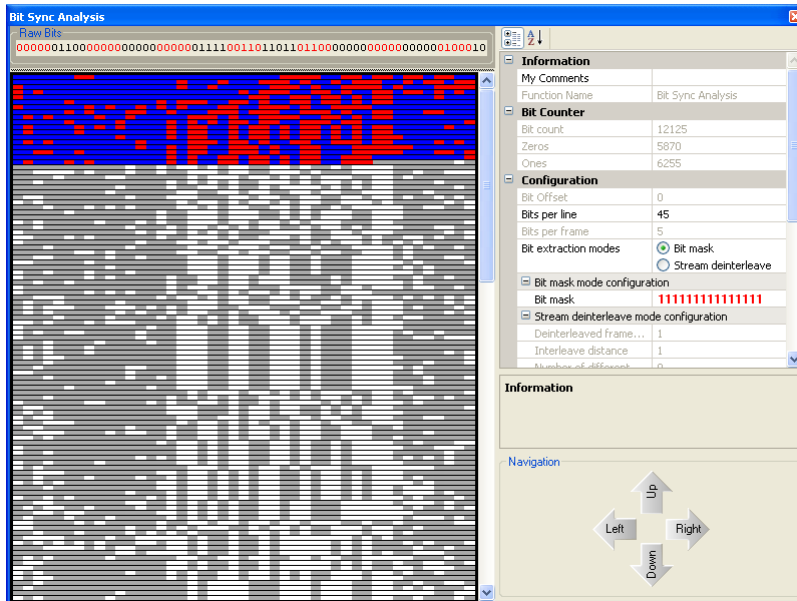 Bit Sync Analysis
Raw Bits
Information
My Comments
Function Name Bit Sync Analysis
Bit Counter
Bit count 12125
Zeros 5870
Ones 6255
Configuration
Bit Offset 0
Bits per line 45
Bits per frame 5
Bit extraction modes Bit mask
Stream deinterleave
Bit mask mode configuration
Bit mask 111111111111111
Stream deinterleave mode configuration
Deinterleaved frame... 1
Interleave distance 1
Number of different
Information
Navigation
Up
Left Right
Down